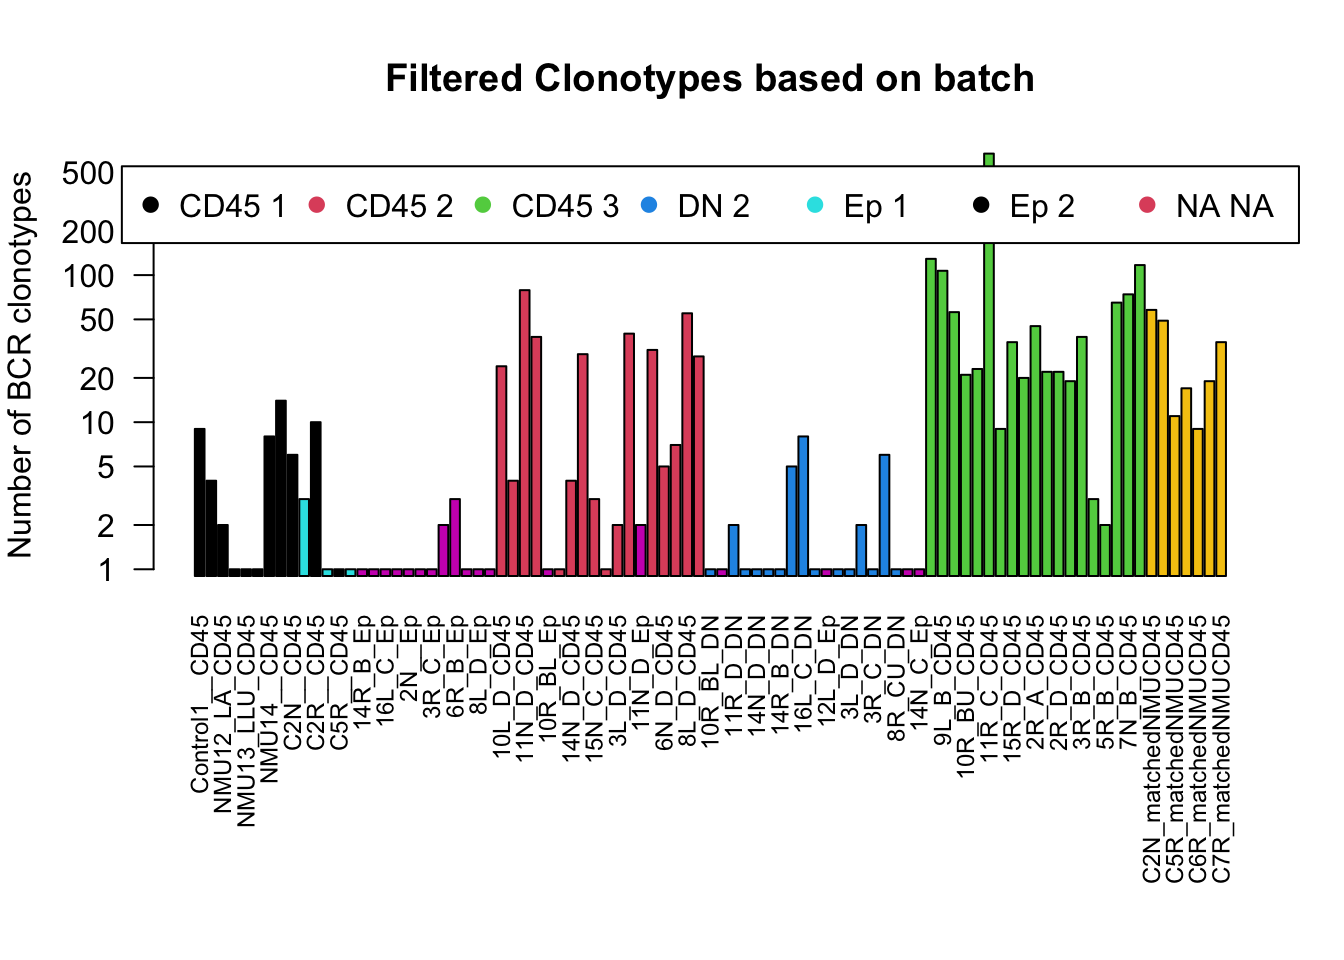 Filtered Clonotypes based on batch
Number of BCR clonotypes
500
200
100
50
20
10
5
2
1
CD45 1 CD45 2 CD45 3 DN 2 Ep 1 Ep 2 NA NA
Control1__CD45
NMU12_LA_CD45
NMU13_LLU_CD45
NMU14__CD45
C2N__CD45
C2R__CD45
C5R__CD45
14R_B_Ep
16L_C_Ep
2N__Ep
3R_C_Ep
6R_B_Ep
8L_D_Ep
10L_D_CD45
11N_D_CD45
10R_BL_Ep
14N_D_CD45
15N_C_CD45
3L_D_CD45
11N_D_Ep
6N_D_CD45
8L_D_CD45
10R_BL_DN
11R_D_DN
14N_D_DN
14R_B_DN
16L_C_DN
12L_D_Ep
3L_D_DN
3R_C_DN
8R_CU_DN
14N_C_Ep
9L_B_CD45
10R_BU_CD45
11R_C_CD45
15R_D_CD45
2R_A_CD45
2R_D_CD45
3R_B_CD45
5R_B_CD45
7N_B_CD45
C2N_matchedNMUCD45
C5R_matchedNMUCD45
C6R_matchedNMUCD45
C7R_matchedNMUCD45